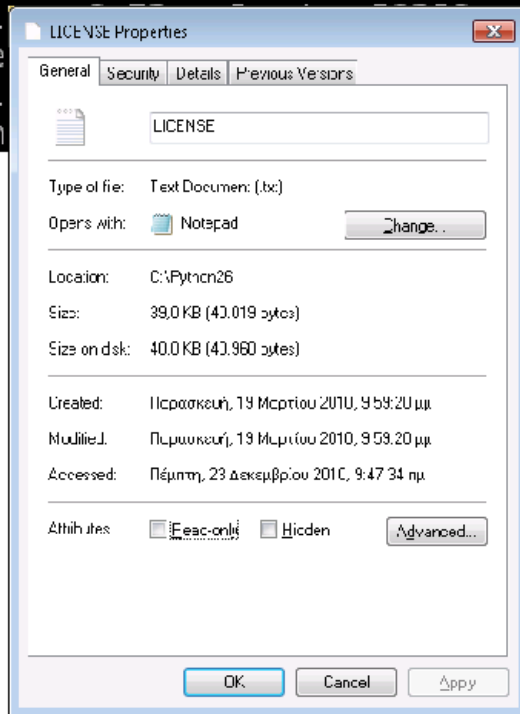 LICENSE Properties
General Security Details Previous Versions
LICENSE
Type of file: Text Document (.txt)
Opens with: Notepad Change...
Location: C:\Python26
Size: 39,0 KB (40.019 bytes)
Size on disk: 40,0 KB (40.960 bytes)
Created: Παρασκευή, 19 Μαρτίου 2010, 9:59:20 μμ
Modified: Παρασκευή, 19 Μαρτίου 2010, 9:59:20 μμ
Accessed: Πέμπτη, 23 Δεκεμβρίου 2010, 9:47:34 πμ
Attributes: Read-only Hidden Advanced...
OK Cancel Apply